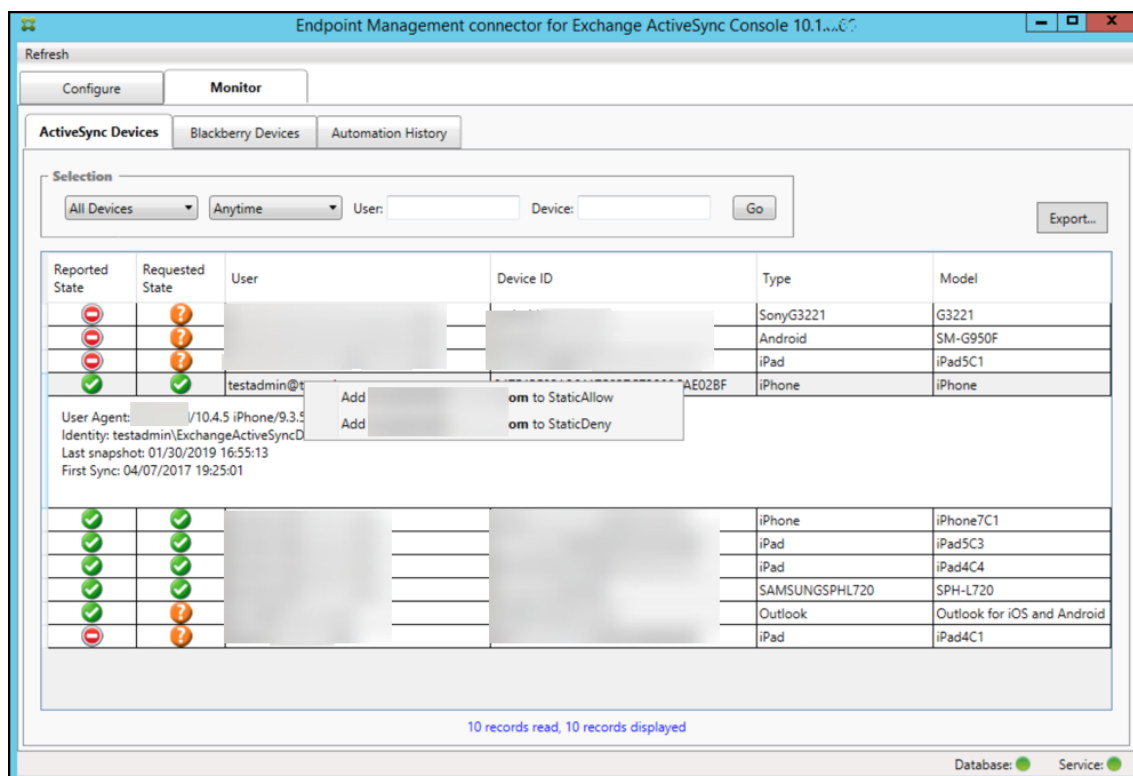 Endpoint Management connector for Exchange ActiveSync Console 10.1...
Refresh
Configure Monitor
ActiveSync Devices Blackberry Devices Automation History
Selection
All Devices Anytime User: Device: Go
Export...
Reported State Requested State User Device ID Type Model
SonyG3221 G3221
Android SM-G950F
iPad iPad5C1
testadmin@ AE02BF iPhone iPhone
Add om to StaticAllow
Add om to StaticDeny
User Agent: /10.4.5 iPhone/9.3.5
Identity: testadmin\ExchangeActiveSyncD
Last snapshot: 01/30/2019 16:55:13
First Sync: 04/07/2017 19:25:01
iPhone iPhone7C1
iPad iPad5C3
iPad iPad4C4
SAMSUNGSPHL720 SPH-L720
Outlook Outlook for iOS and Android
iPad iPad4C1
10 records read, 10 records displayed
Database: Service: